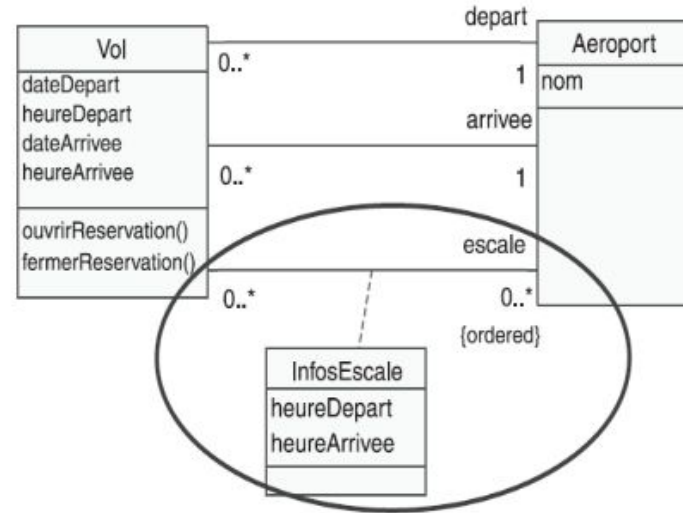 depart
Vol
Aeroport
0..*
1
nom
dateDepart
heureDepart
dateArrivee
heureArrivee
arrivee
0..*
1
ouvrirReservation()
fermerReservation()
escale
0..*
0..*
{ordered}
InfosEscale
heureDepart
heureArrivee